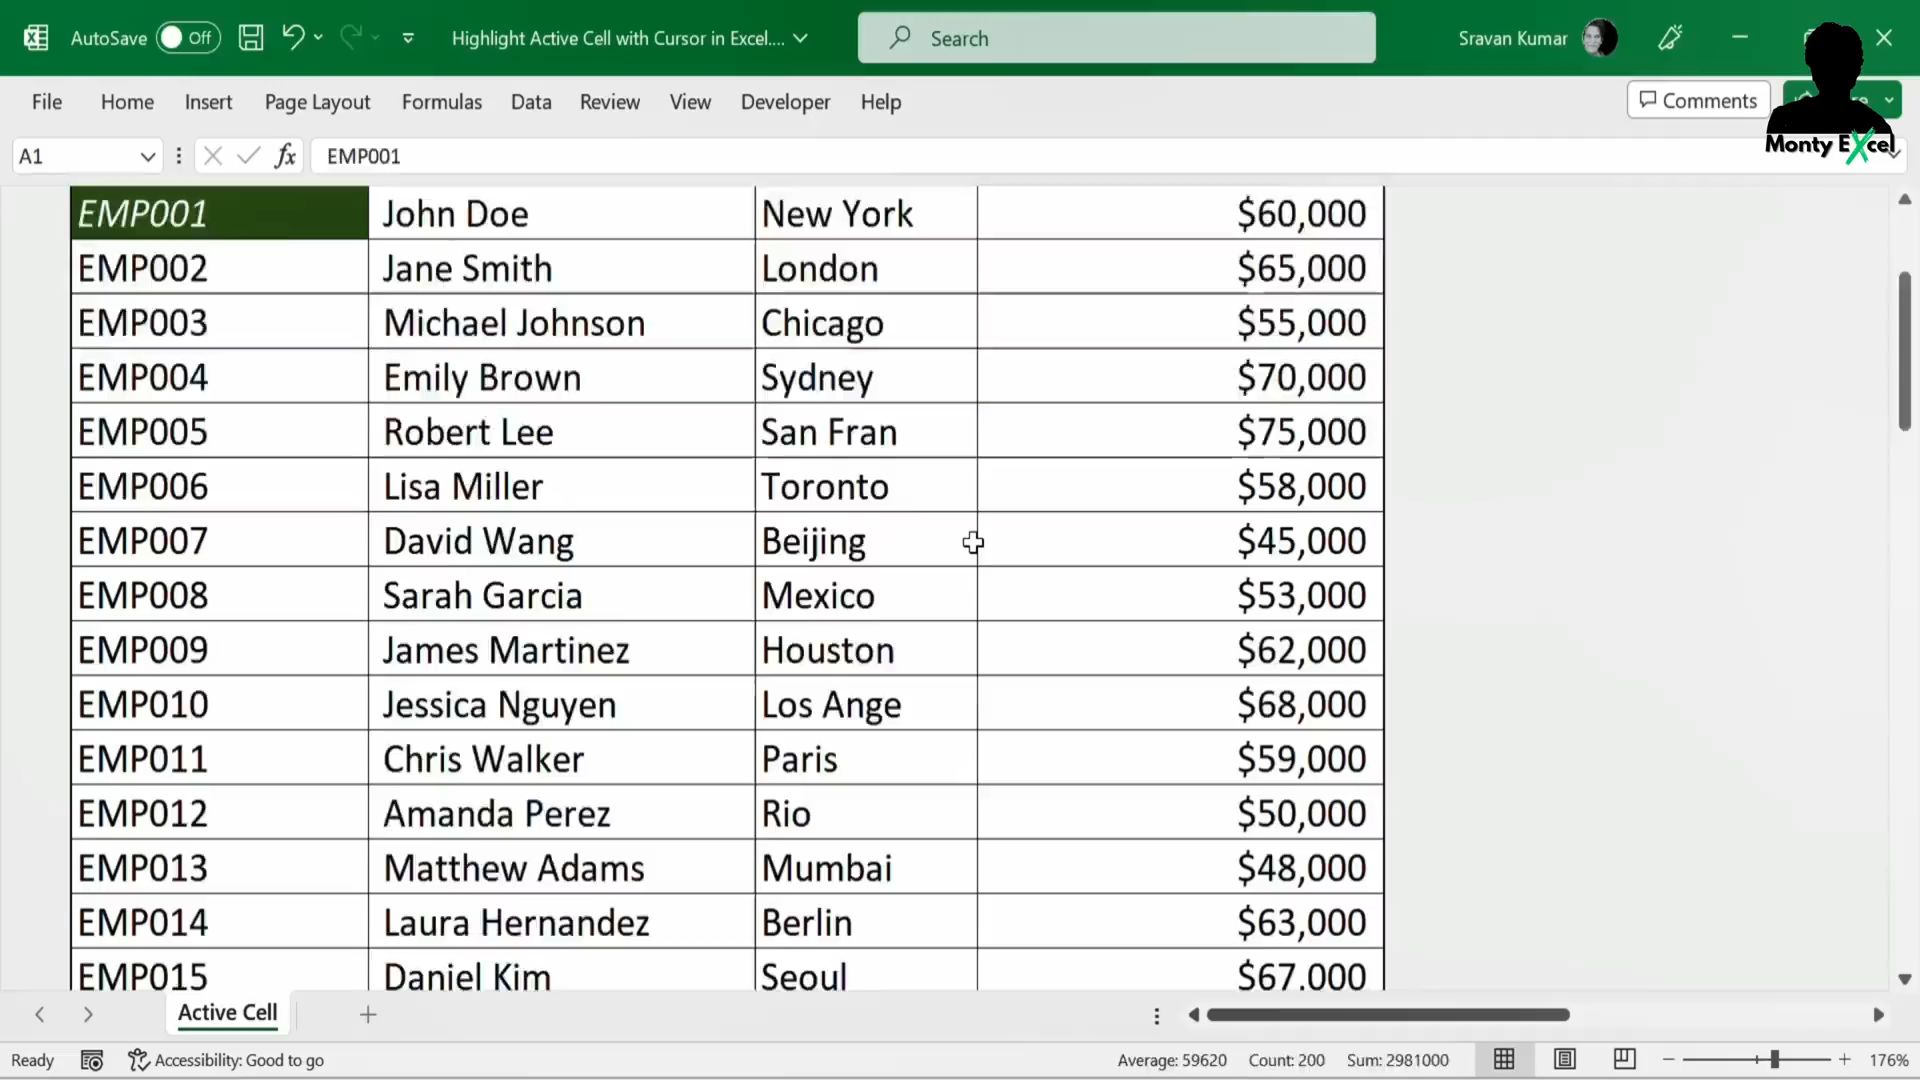 AutoSave Off Highlight Active Cell with Cursor in Excel.... Search Sravan Kumar
File Home Insert Page Layout Formulas Data Review View Developer Help Comments
Monty Excel
A1 fx EMP001
EMP001 John Doe New York $60,000
EMP002 Jane Smith London $65,000
EMP003 Michael Johnson Chicago $55,000
EMP004 Emily Brown Sydney $70,000
EMP005 Robert Lee San Fran $75,000
EMP006 Lisa Miller Toronto $58,000
EMP007 David Wang Beijing $45,000
EMP008 Sarah Garcia Mexico $53,000
EMP009 James Martinez Houston $62,000
EMP010 Jessica Nguyen Los Ange $68,000
EMP011 Chris Walker Paris $59,000
EMP012 Amanda Perez Rio $50,000
EMP013 Matthew Adams Mumbai $48,000
EMP014 Laura Hernandez Berlin $63,000
EMP015 Daniel Kim Seoul $67,000
Active Cell
Ready Accessibility: Good to go Average: 59620 Count: 200 Sum: 2981000 176%